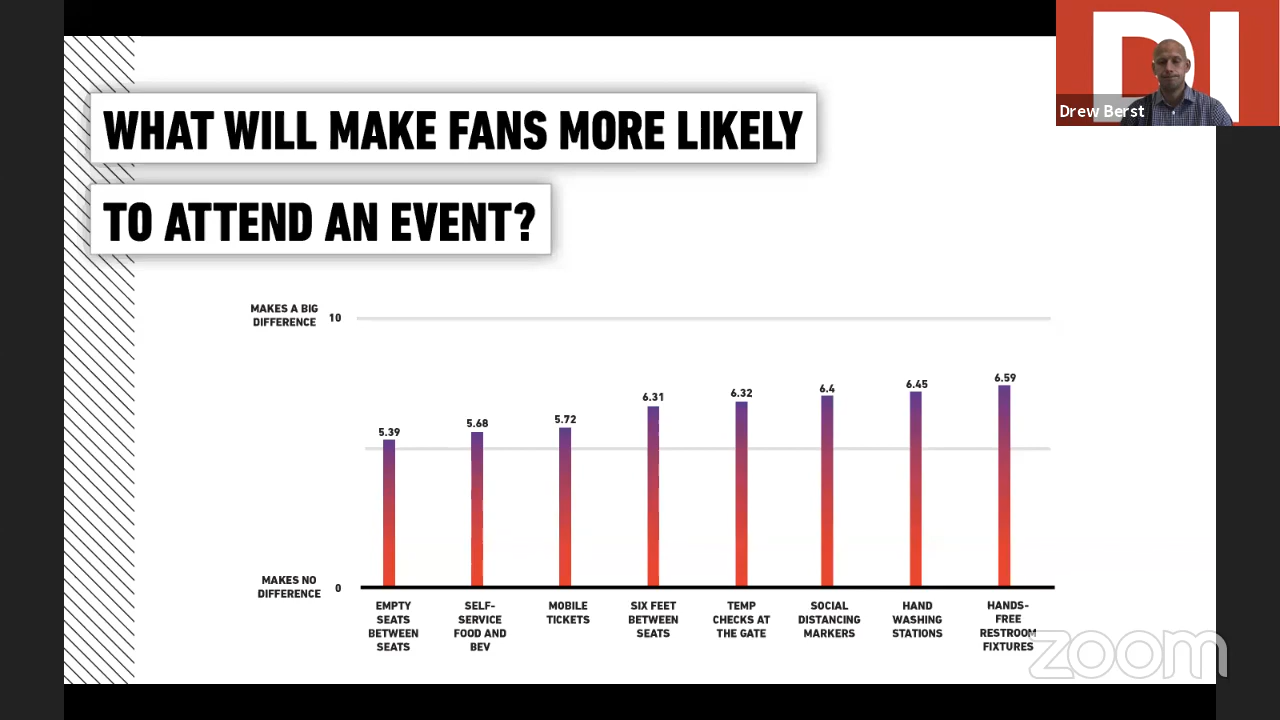 DI
Drew Berst
WHAT WILL MAKE FANS MORE LIKELY
TO ATTEND AN EVENT?
MAKES A BIG
DIFFERENCE 10
5.39
5.68
5.72
6.31
6.32
6.4
6.45
6.59
MAKES NO
DIFFERENCE 0
EMPTY
SEATS
BETWEEN
SEATS
SELF-
SERVICE
FOOD AND
BEV
MOBILE
TICKETS
SIX FEET
BETWEEN
SEATS
TEMP
CHECKS AT
THE GATE
SOCIAL
DISTANCING
MARKERS
HAND
WASHING
STATIONS
HANDS-
FREE
RESTROOM
FIXTURES
zoom